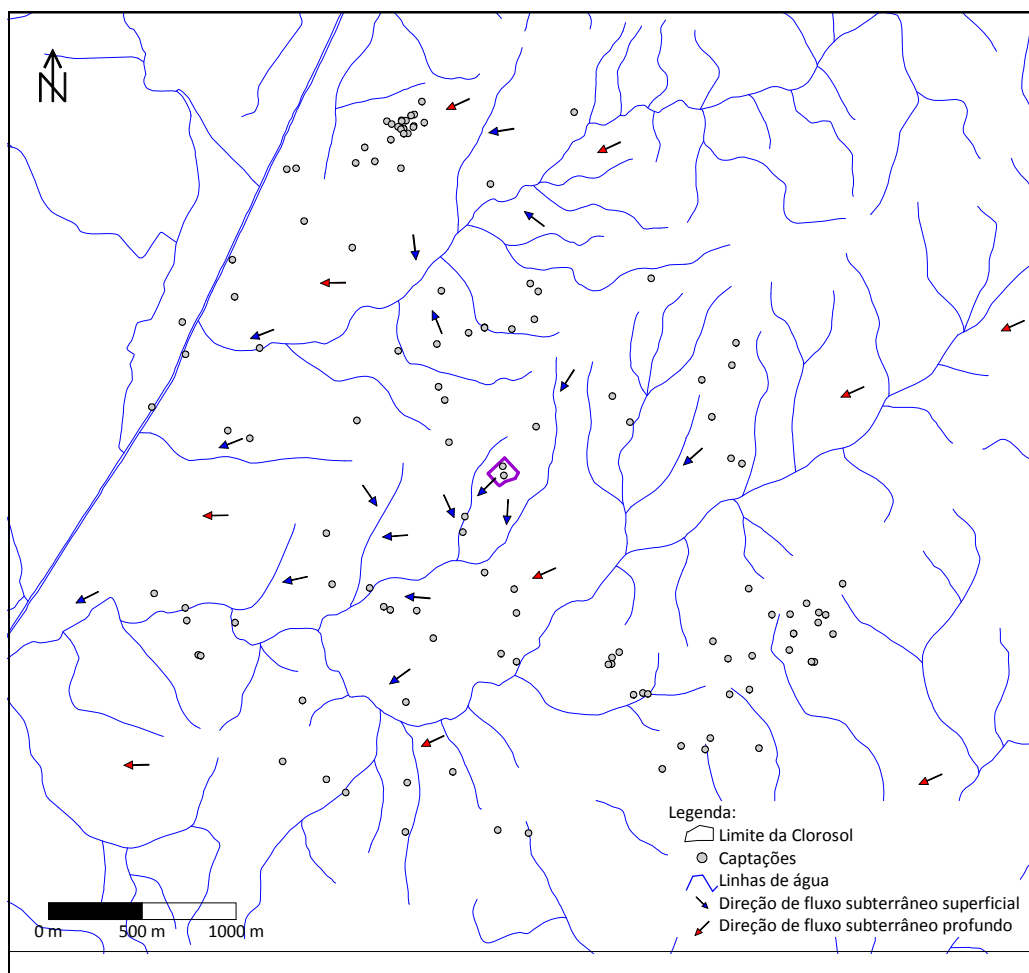 N
Legenda:
Limite da Clorosol
Captações
Linhas de água
Direção de fluxo subterrâneo superficial
Direção de fluxo subterrâneo profundo
0 m 500 m 1000 m